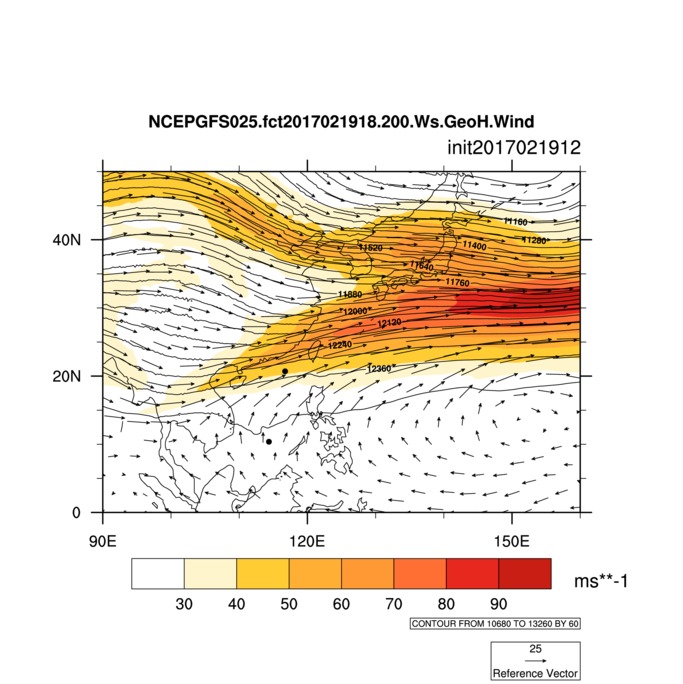 NCEPGFS025.fct2017021918.200.Ws.GeoH.Wind
init2017021912
11160
40N
11520
11400
11280
11640
11760
11880
12000
12120
12240
20N
12360
0
90E
120E
150E
ms**-1
30
40
50
60
70
80
90
CONTOUR FROM 10680 TO 13260 BY 60
25
Reference Vector